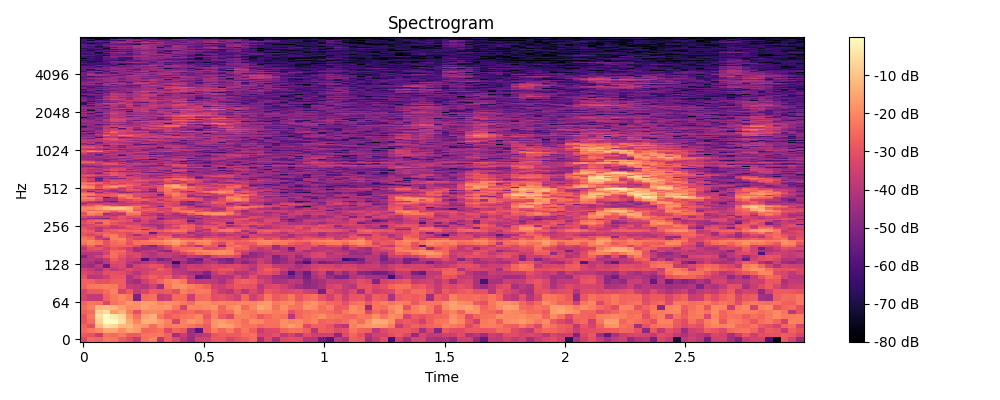 Spectrogram
4096
2048
1024
512
256
128
64
0
Hz
0
0.5
1
1.5
2
2.5
Time
-10 dB
-20 dB
-30 dB
-40 dB
-50 dB
-60 dB
-70 dB
-80 dB